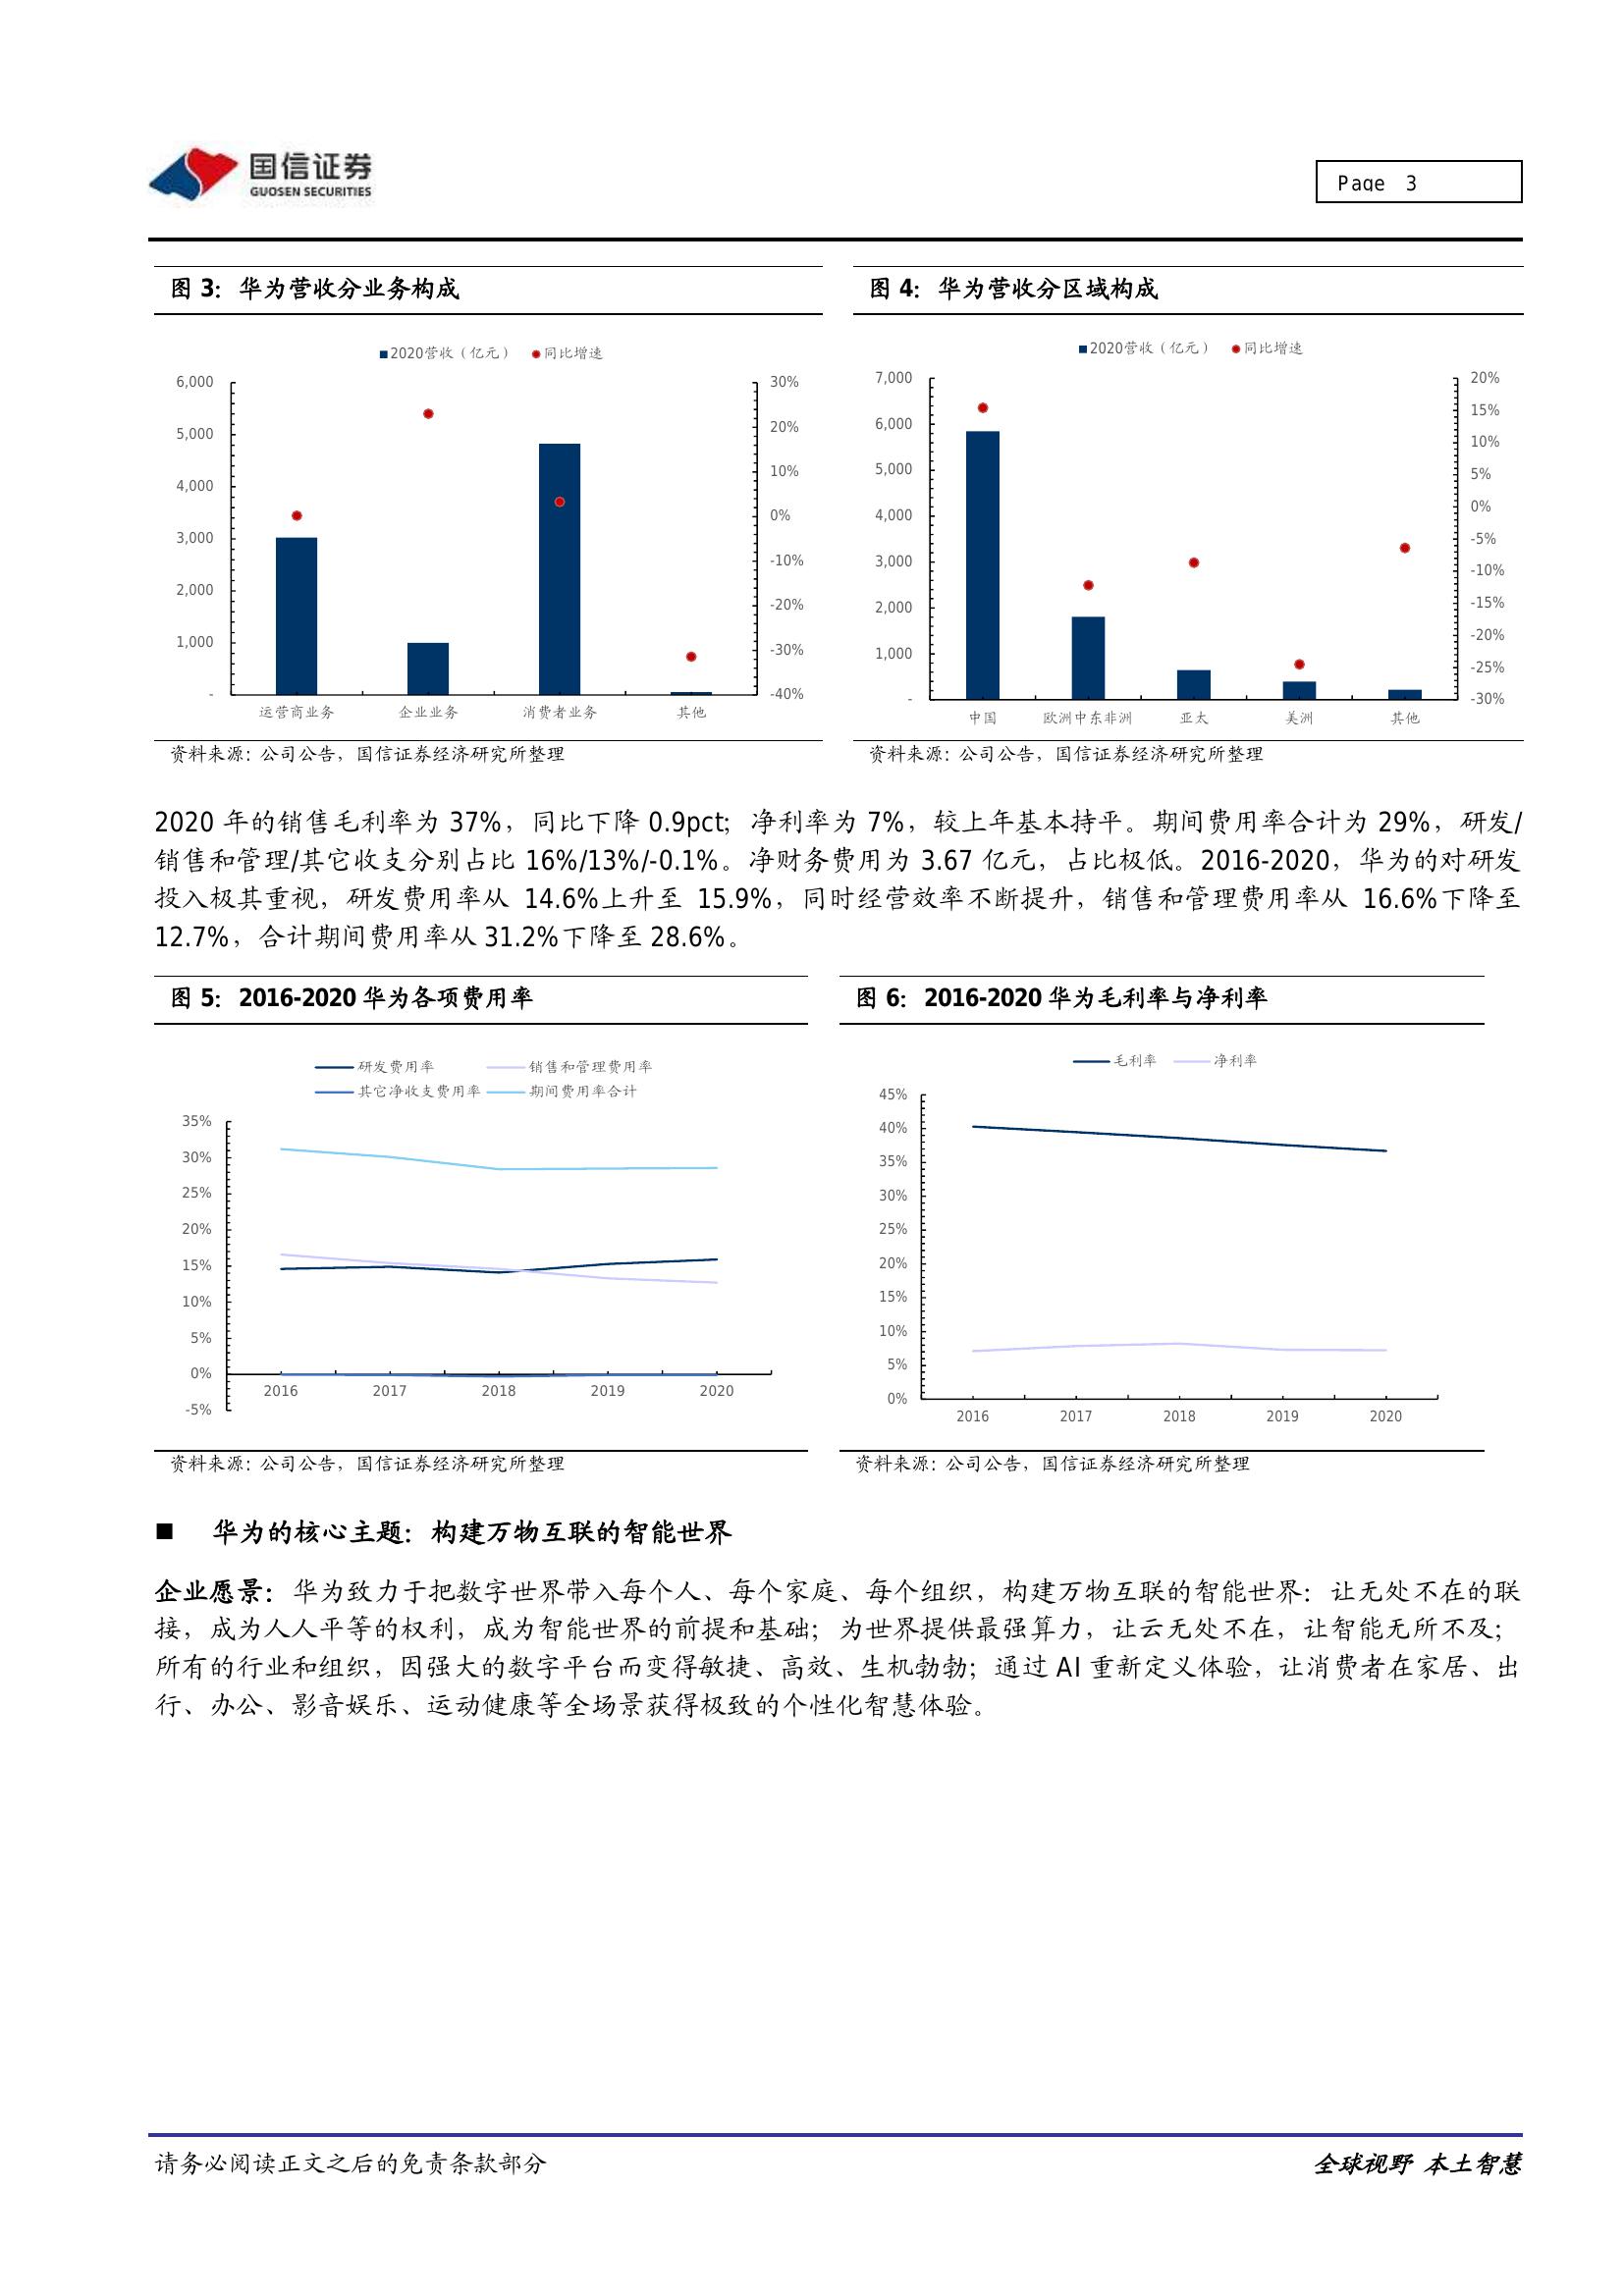 国信证券
GUOSEN SECURITIES
Page 3
图 3：华为营收分业务构成
2020营收（亿元） 同比增速
6,000
5,000
4,000
3,000
2,000
1,000
-
30%
20%
10%
0%
-10%
-20%
-30%
-40%
运营商业务 企业业务 消费者业务 其他
资料来源：公司公告，国信证券经济研究所整理
图 4：华为营收分区域构成
2020营收（亿元） 同比增速
7,000
6,000
5,000
4,000
3,000
2,000
1,000
-
20%
15%
10%
5%
0%
-5%
-10%
-15%
-20%
-25%
-30%
中国 欧洲中东非洲 亚太 美洲 其他
资料来源：公司公告，国信证券经济研究所整理
2020 年的销售毛利率为 37%，同比下降 0.9pct；净利率为 7%，较上年基本持平。期间费用率合计为 29%，研发/
销售和管理/其它收支分别占比 16%/13%/-0.1%。净财务费用为 3.67 亿元，占比极低。2016-2020，华为的对研发
投入极其重视，研发费用率从 14.6%上升至 15.9%，同时经营效率不断提升，销售和管理费用率从 16.6%下降至
12.7%，合计期间费用率从 31.2%下降至 28.6%。
图 5：2016-2020 华为各项费用率
研发费用率 销售和管理费用率
其它净收支费用率 期间费用率合计
35%
30%
25%
20%
15%
10%
5%
0%
-5%
2016 2017 2018 2019 2020
资料来源：公司公告，国信证券经济研究所整理
图 6：2016-2020 华为毛利率与净利率
毛利率 净利率
45%
40%
35%
30%
25%
20%
15%
10%
5%
0%
2016 2017 2018 2019 2020
资料来源：公司公告，国信证券经济研究所整理
■ 华为的核心主题：构建万物互联的智能世界
企业愿景：华为致力于把数字世界带入每个人、每个家庭、每个组织，构建万物互联的智能世界：让无处不在的联
接，成为人人平等的权利，成为智能世界的前提和基础；为世界提供最强算力，让云无处不在，让智能无所不及；
所有的行业和组织，因强大的数字平台而变得敏捷、高效、生机勃勃；通过 AI 重新定义体验，让消费者在家居、出
行、办公、影音娱乐、运动健康等全场景获得极致的个性化智慧体验。
请务必阅读正文之后的免责条款部分
全球视野 本土智慧